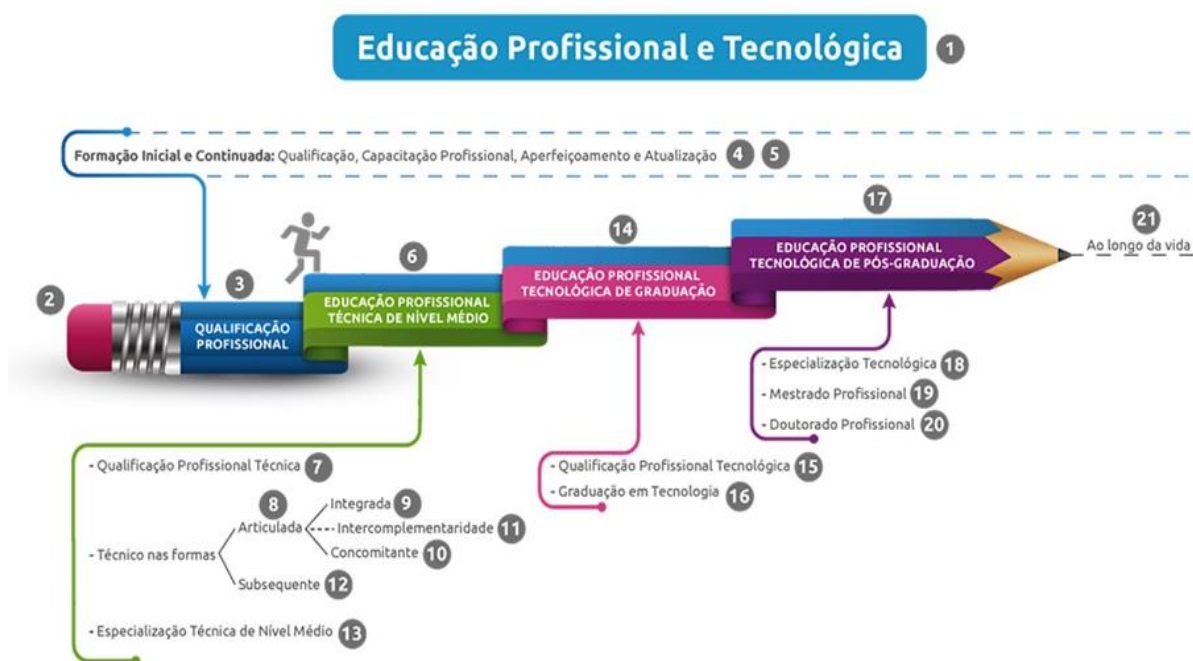 Educação Profissional e Tecnológica 1
Formação Inicial e Continuada: Qualificação, Capacitação Profissional, Aperfeiçoamento e Atualização 4 5
17
21
14
Ao longo da vida
EDUCAÇÃO PROFISSIONAL
TECNOLÓGICA DE PÓS-GRADUAÇÃO
6
EDUCAÇÃO PROFISSIONAL
TECNOLÓGICA DE GRADUAÇÃO
3
2
EDUCAÇÃO PROFISSIONAL
TÉCNICA DE NÍVEL MÉDIO
QUALIFICAÇÃO
PROFISSIONAL
- Especialização Tecnológica 18
- Mestrado Profissional 19
- Doutorado Profissional 20
- Qualificação Profissional Técnica 7
- Qualificação Profissional Tecnológica 15
- Graduação em Tecnologia 16
8
Integrada 9
Articulada
Intercomplementaridade 11
Concomitante 10
- Técnico nas formas
Subsequente 12
- Especialização Técnica de Nível Médio 13